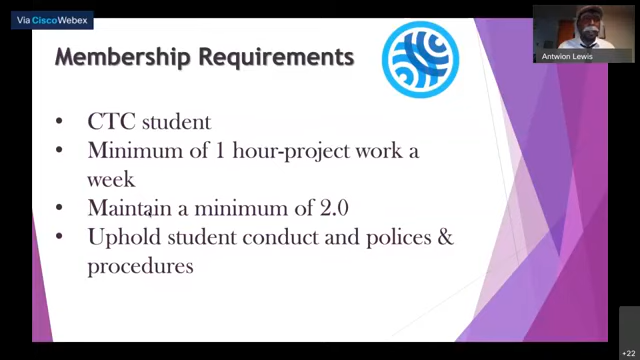 Via Cisco Webex
Membership Requirements
Antwion Lewis
• CTC student
• Minimum of 1 hour-project work a
week
• Maintain a minimum of 2.0
• Uphold student conduct and polices &
procedures
+22